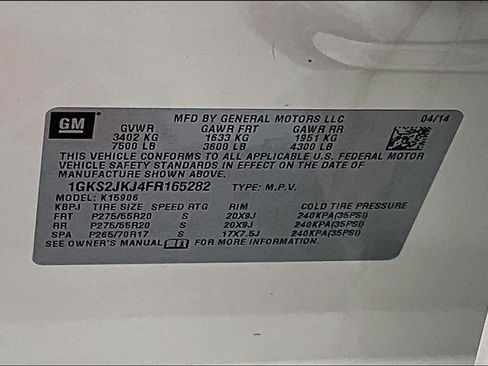 GM MFD BY GENERAL MOTORS LLC 04/14
GVWR GAWR FRT GAWR RR
3402 KG 1633 KG 1951 KG
7500 LB 3600 LB 4300 LB
THIS VEHICLE CONFORMS TO ALL APPLICABLE U.S. FEDERAL MOTOR
VEHICLE SAFETY STANDARDS IN EFFECT ON THE DATE OF
MANUFACTURE SHOWN ABOVE.
1GKS2JKJ4FR165282 TYPE: M.P.V.
MODEL: K15906
KBPJ TIRE SIZE SPEED RTG RIM COLD TIRE PRESSURE
FRT P275/55R20 S 20X9J 240KPA(35PSI)
RR P275/55R20 S 20X9J 240KPA(35PSI)
SPA P265/70R17 S 17X7.5J 240KPA(35PSI)
SEE OWNER'S MANUAL FOR MORE INFORMATION.